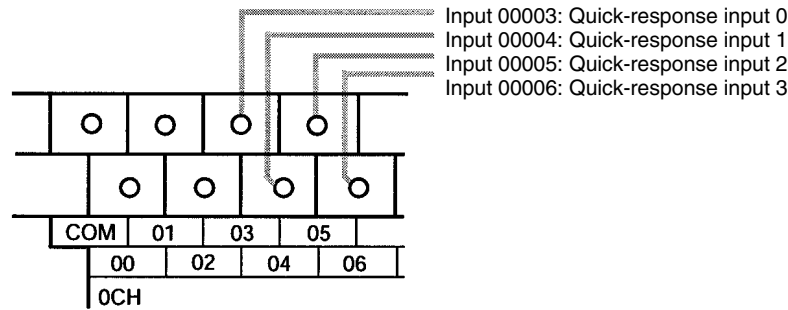 Input 00003: Quick-response input 0
Input 00004: Quick-response input 1
Input 00005: Quick-response input 2
Input 00006: Quick-response input 3
COM 01 03 05
00 02 04 06
0CH